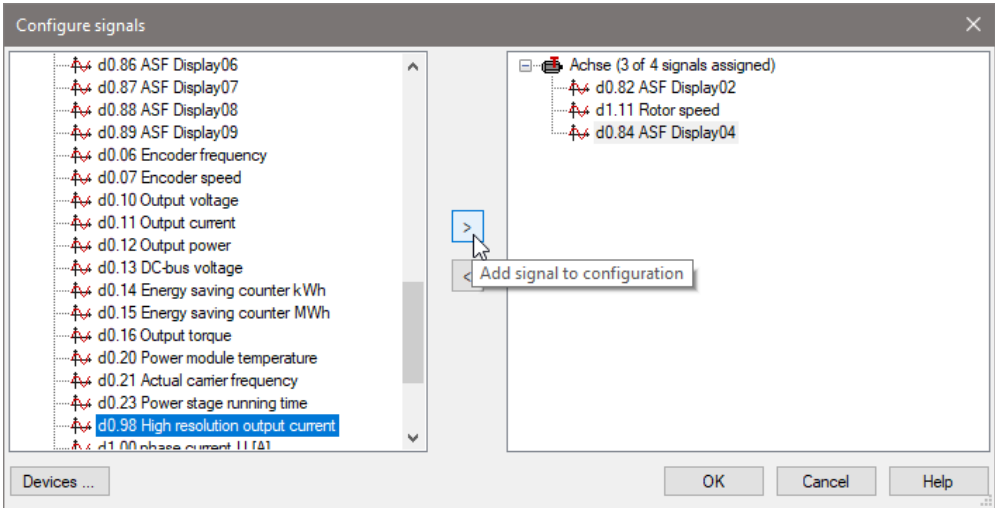 Configure signals
d0.86 ASF Display06
d0.87 ASF Display07
d0.88 ASF Display08
d0.89 ASF Display09
d0.06 Encoder frequency
d0.07 Encoder speed
d0.10 Output voltage
d0.11 Output current
d0.12 Output power
d0.13 DC-bus voltage
d0.14 Energy saving counter kWh
d0.15 Energy saving counter MWh
d0.16 Output torque
d0.20 Power module temperature
d0.21 Actual carrier frequency
d0.23 Power stage running time
d0.98 High resolution output current
d1.00 phase current U [A]
>
<
Add signal to configuration
Achse (3 of 4 signals assigned)
d0.82 ASF Display02
d1.11 Rotor speed
d0.84 ASF Display04
Devices ...
OK
Cancel
Help